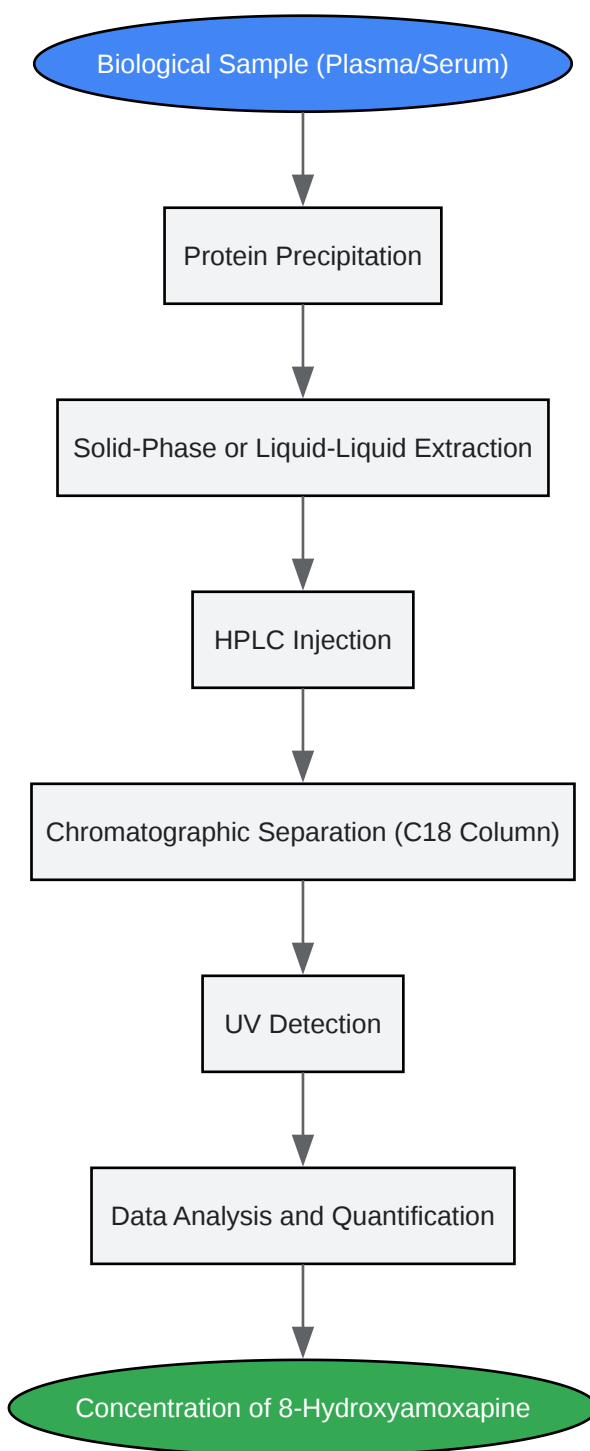 Biological Sample (Plasma/Serum)
Protein Precipitation
Solid-Phase or Liquid-Liquid Extraction
HPLC Injection
Chromatographic Separation (C18 Column)
UV Detection
Data Analysis and Quantification
Concentration of 8-Hydroxyamoxapine